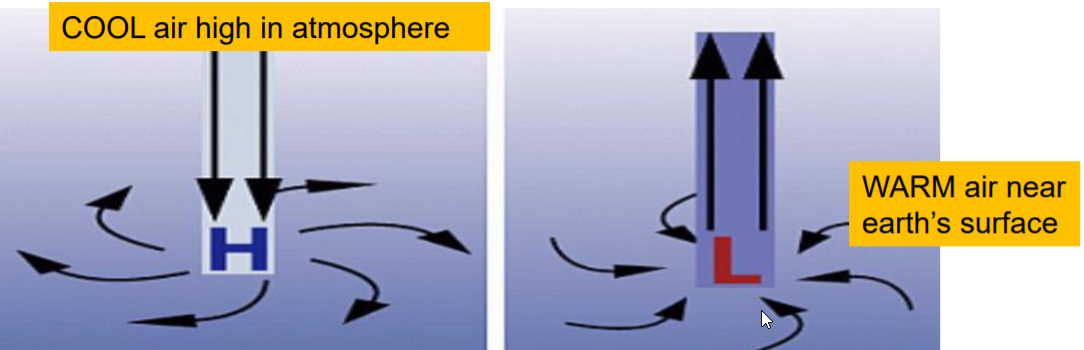 COOL air high in atmosphere
H
L
WARM air near
earth's surface